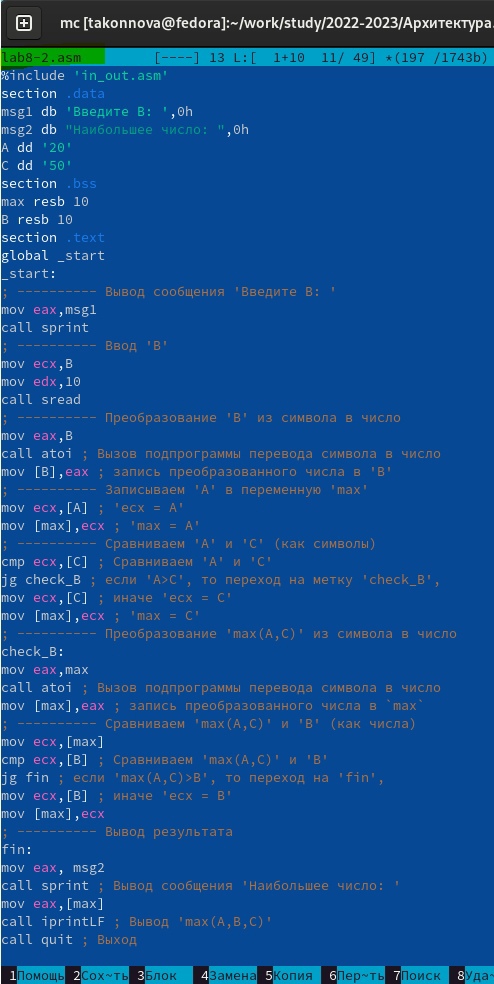 mc [takonnova@fedora]:~/work/study/2022-2023/Архитектура
lab8-2.asm [----] 13 L:[ 1+10 11/ 49] *(197 /1743b)
%include 'in_out.asm'
section .data
msg1 db 'Введите B: ',0h
msg2 db "Наибольшее число: ",0h
A dd '20'
C dd '50'
section .bss
max resb 10
B resb 10
section .text
global _start
_start:
; ---------- Вывод сообщения 'Введите B: '
mov eax,msg1
call sprint
; ---------- Ввод 'B'
mov ecx,B
mov edx,10
call sread
; ---------- Преобразование 'B' из символа в число
mov eax,B
call atoi ; Вызов подпрограммы перевода символа в число
mov [B],eax ; запись преобразованного числа в 'B'
; ---------- Записываем 'A' в переменную 'max'
mov ecx,[A] ; 'ecx = A'
mov [max],ecx ; 'max = A'
; ---------- Сравниваем 'A' и 'C' (как символы)
cmp ecx,[C] ; Сравниваем 'A' и 'C'
jg check_B ; если 'A>C', то переход на метку 'check_B',
mov ecx,[C] ; иначе 'ecx = C'
mov [max],ecx ; 'max = C'
; ---------- Преобразование 'max(A,C)' из символа в число
check_B:
mov eax,max
call atoi ; Вызов подпрограммы перевода символа в число
mov [max],eax ; запись преобразованного числа в `max`
; ---------- Сравниваем 'max(A,C)' и 'B' (как числа)
mov ecx,[max]
cmp ecx,[B] ; Сравниваем 'max(A,C)' и 'B'
jg fin ; если 'max(A,C)>B', то переход на 'fin',
mov ecx,[B] ; иначе 'ecx = B'
mov [max],ecx
; ---------- Вывод результата
fin:
mov eax, msg2
call sprint ; Вывод сообщения 'Наибольшее число: '
mov eax,[max]
call iprintLF ; Вывод 'max(A,B,C)'
call quit ; Выход
1Помощь 2Сох~ть 3Блок 4Замена 5Копия 6Пер~ть 7Поиск 8Уда~